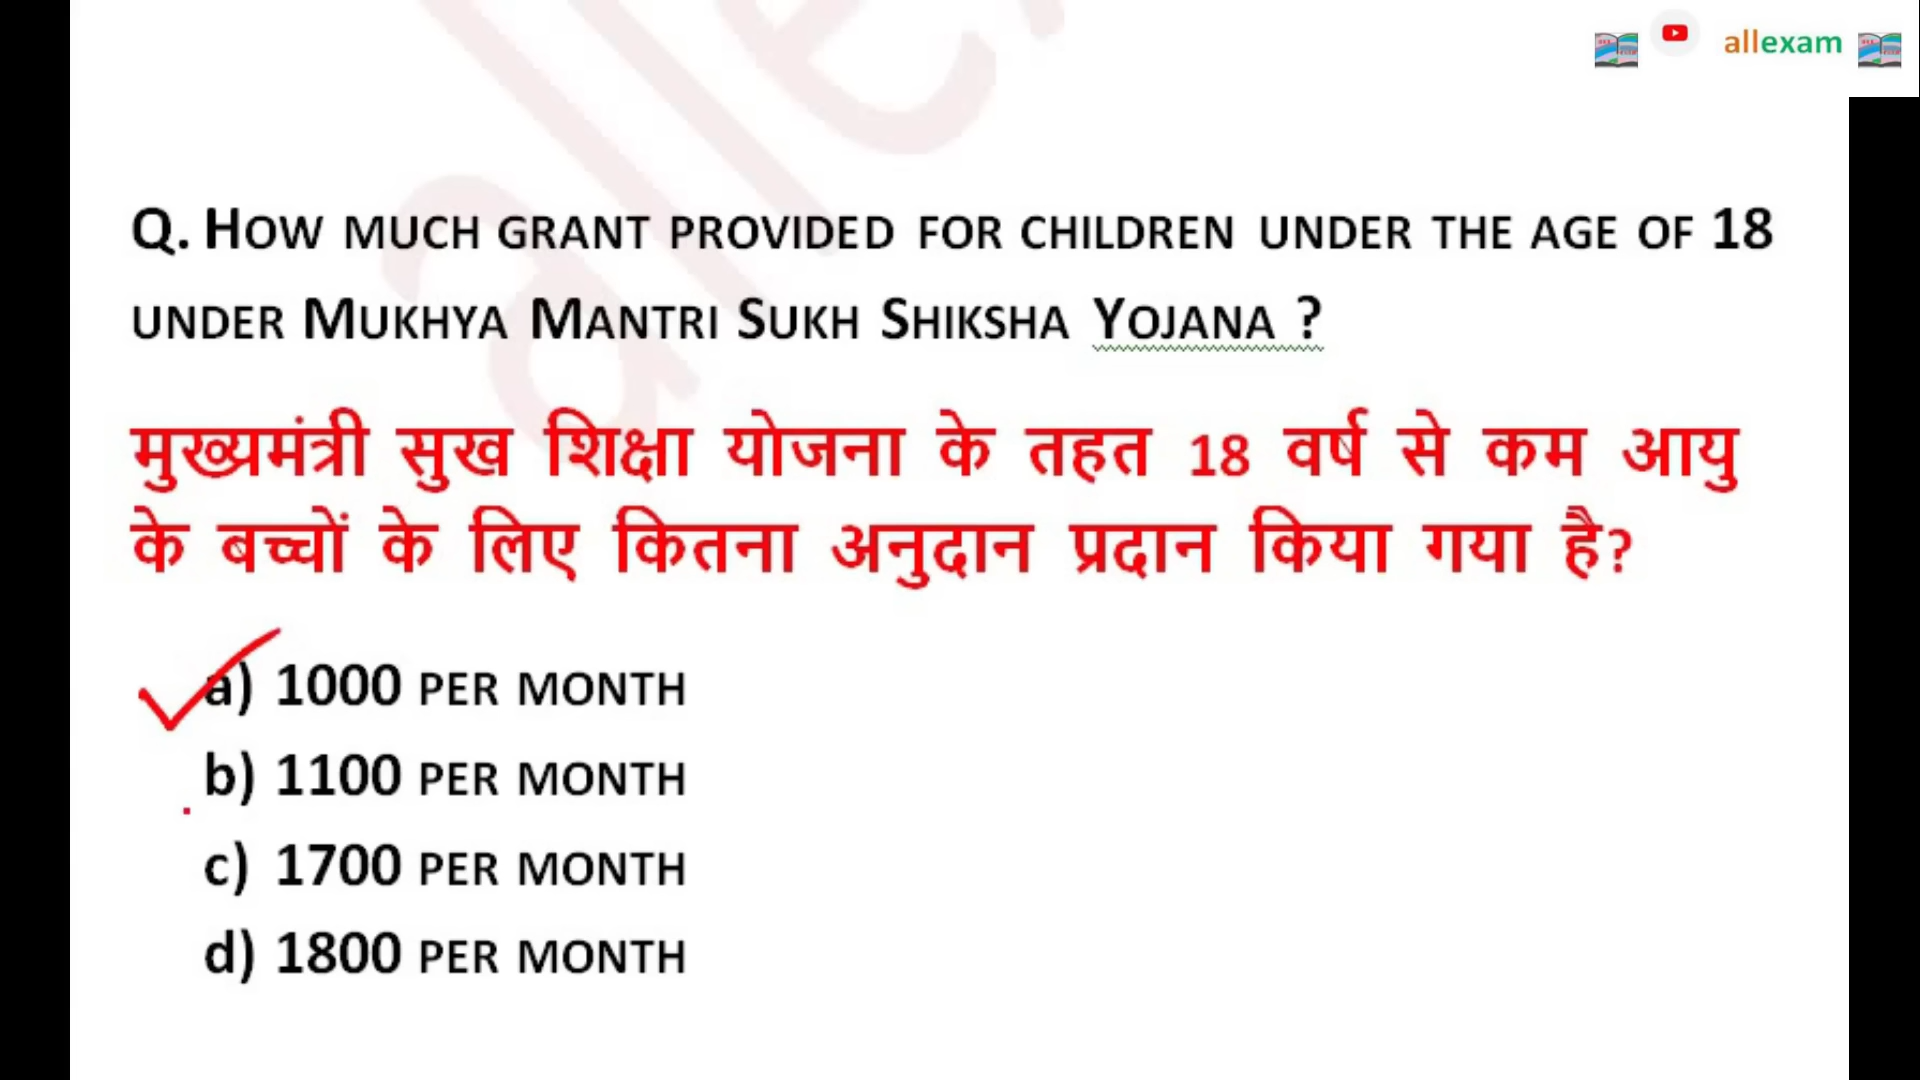 allexam
Q. HOW MUCH GRANT PROVIDED FOR CHILDREN UNDER THE AGE OF 18
UNDER MUKHYA MANTRI SUKH SHIKSHA YOJANA ?
मुख्यमंत्री सुख शिक्षा योजना के तहत 18 वर्ष से कम आयु
के बच्चों के लिए कितना अनुदान प्रदान किया गया है?
a) 1000 PER MONTH
b) 1100 PER MONTH
c) 1700 PER MONTH
d) 1800 PER MONTH